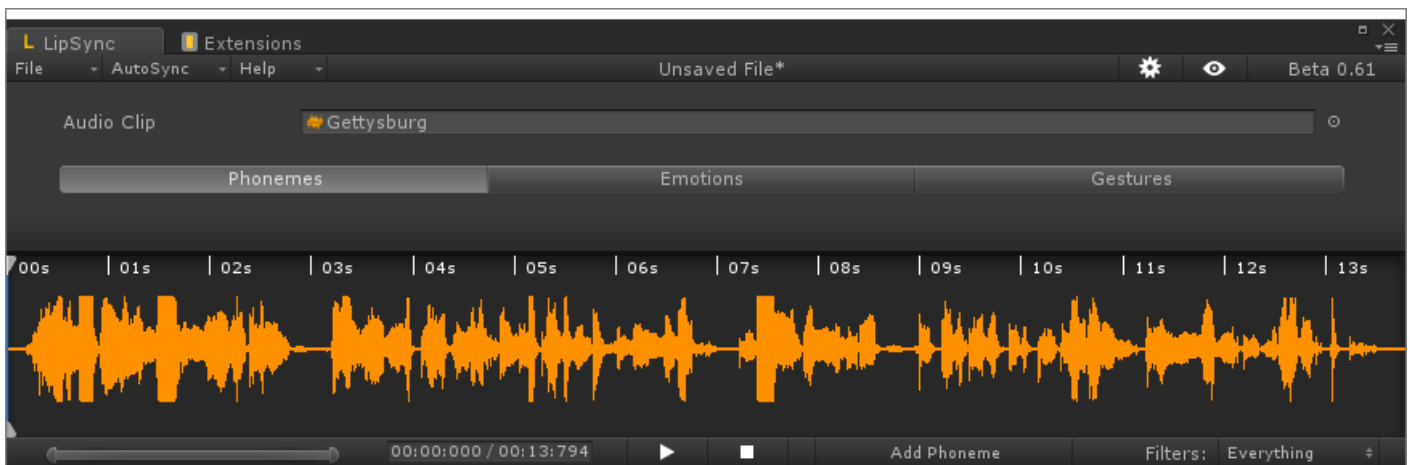 L LipSync Extensions
File AutoSync Help Unsaved File* Beta 0.61
Audio Clip Gettysburg
Phonemes Emotions Gestures
00s 01s 02s 03s 04s 05s 06s 07s 08s 09s 10s 11s 12s 13s
00:00:000 / 00:13:794 Add Phoneme Filters: Everything